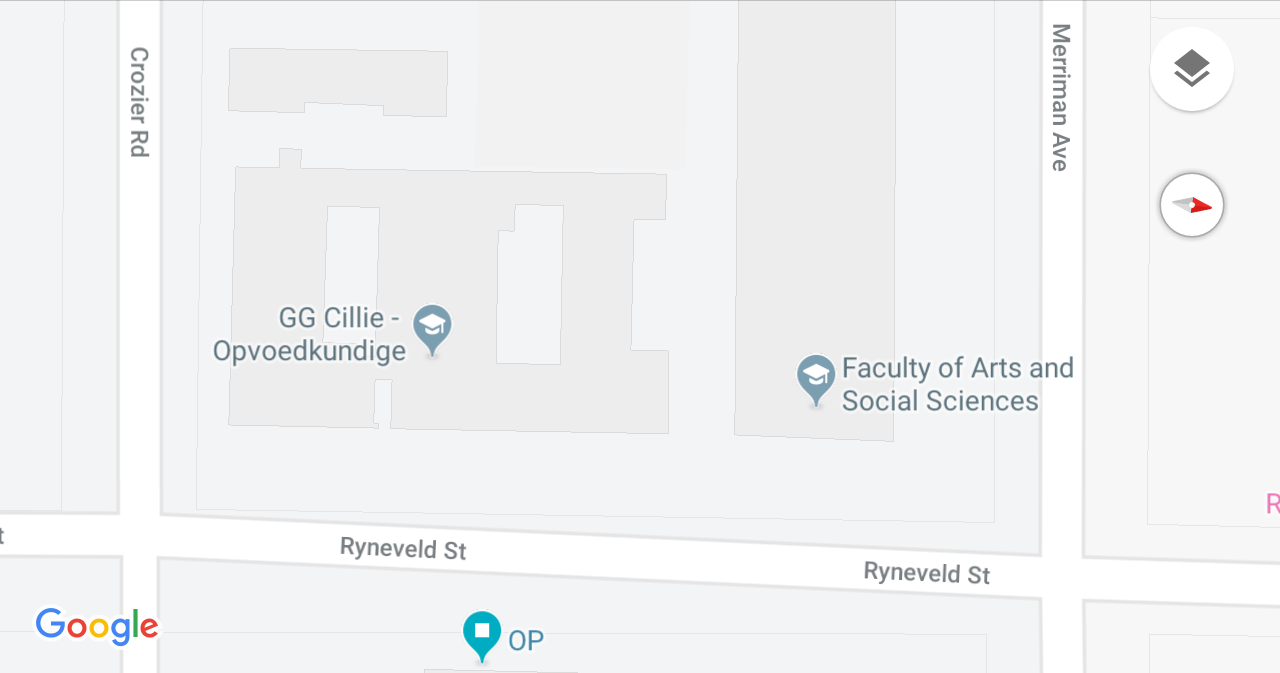 Crozier Rd
Merriman Ave
GG Cillie -
Opvoedkundige
Faculty of Arts and
Social Sciences
R
t
Ryneveld St
Ryneveld St
Google
OP